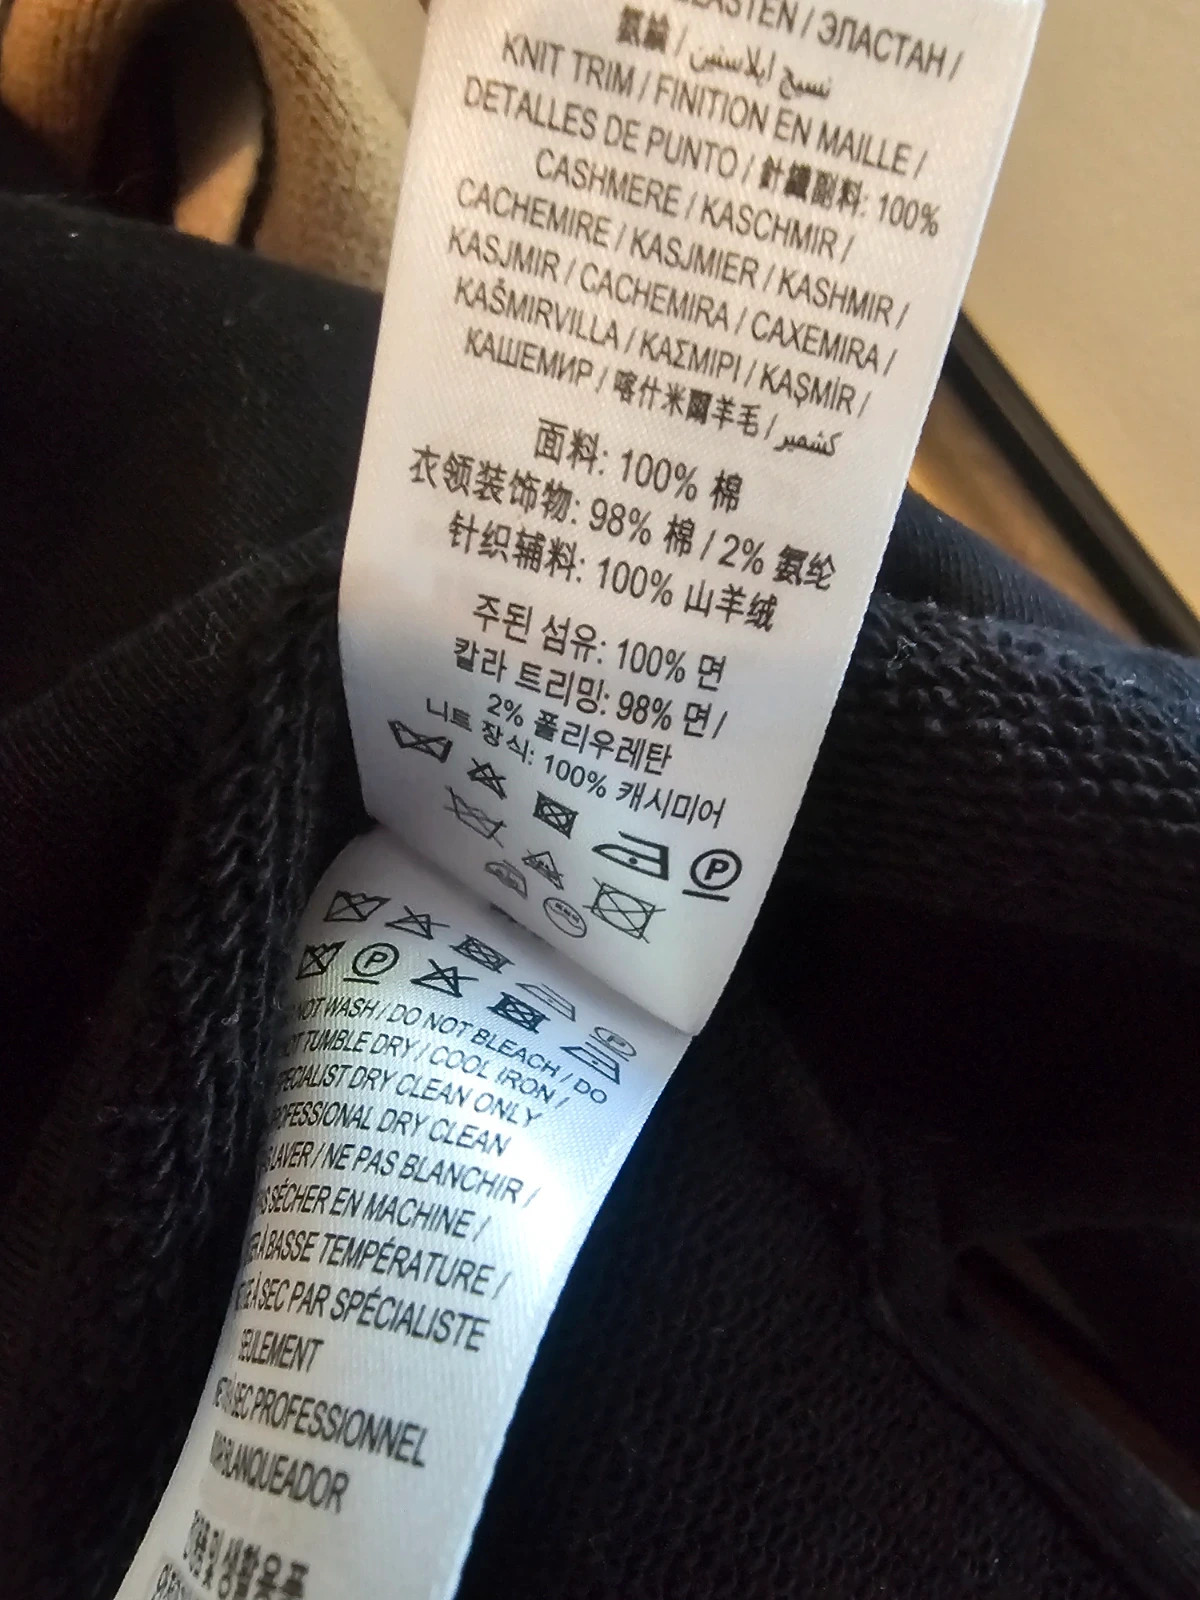 ELASTEN / ЭЛАСТАН /
氨綸 / نسيج ايلاستين
KNIT TRIM / FINITION EN MAILLE /
DETALLES DE PUNTO / 針織副料: 100%
CASHMERE / KASCHMIR /
CACHEMIRE / KASJMIER / KASHMIR /
KASJMIR / CACHEMIRA / CAXEMIRA /
KAŠMIRVILLA / ΚΑΣΜΙΡΙ / KAŞMİR /
КАШЕМИР / 喀什米爾羊毛 / كشمير
面料: 100% 棉
衣领装饰物: 98% 棉 / 2% 氨纶
针织辅料: 100% 山羊绒
주된 섬유: 100% 면
칼라 트리밍: 98% 면 /
2% 폴리우레탄
니트 장식: 100% 캐시미어
P
P
P
NOT WASH / DO NOT BLEACH / DO
TUMBLE DRY / COOL IRON /
SPECIALIST DRY CLEAN ONLY
PROFESSIONAL DRY CLEAN
LAVER / NE PAS BLANCHIR /
SÉCHER EN MACHINE /
À BASSE TEMPÉRATURE /
À SEC PAR SPÉCIALISTE
SEULEMENT
SEC PROFESSIONNEL
BLANQUEADOR
및 생활용품